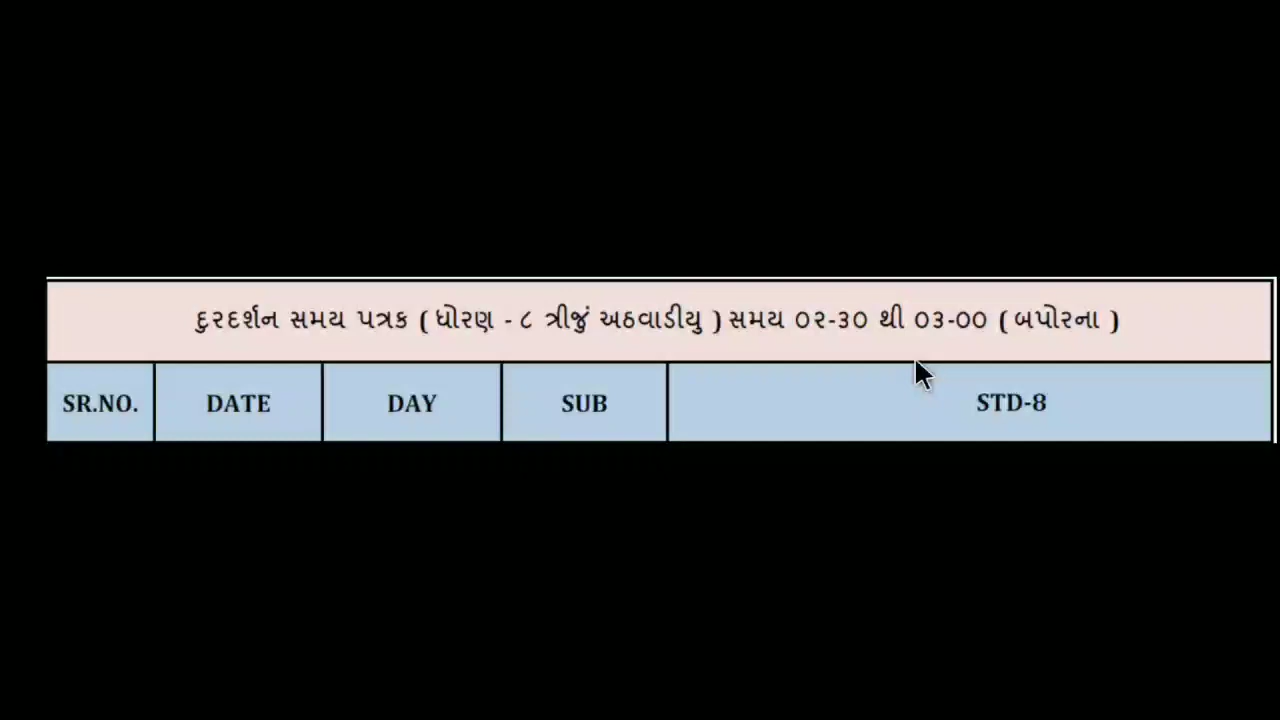 દુરદર્શન સમય પત્રક ( ધોરણ - ૮ ત્રીજું અઠવાડીયુ ) સમય ૦૨-૩૦ થી ૦૩-૦૦ ( બપોરના )
SR.NO. DATE DAY SUB STD-8